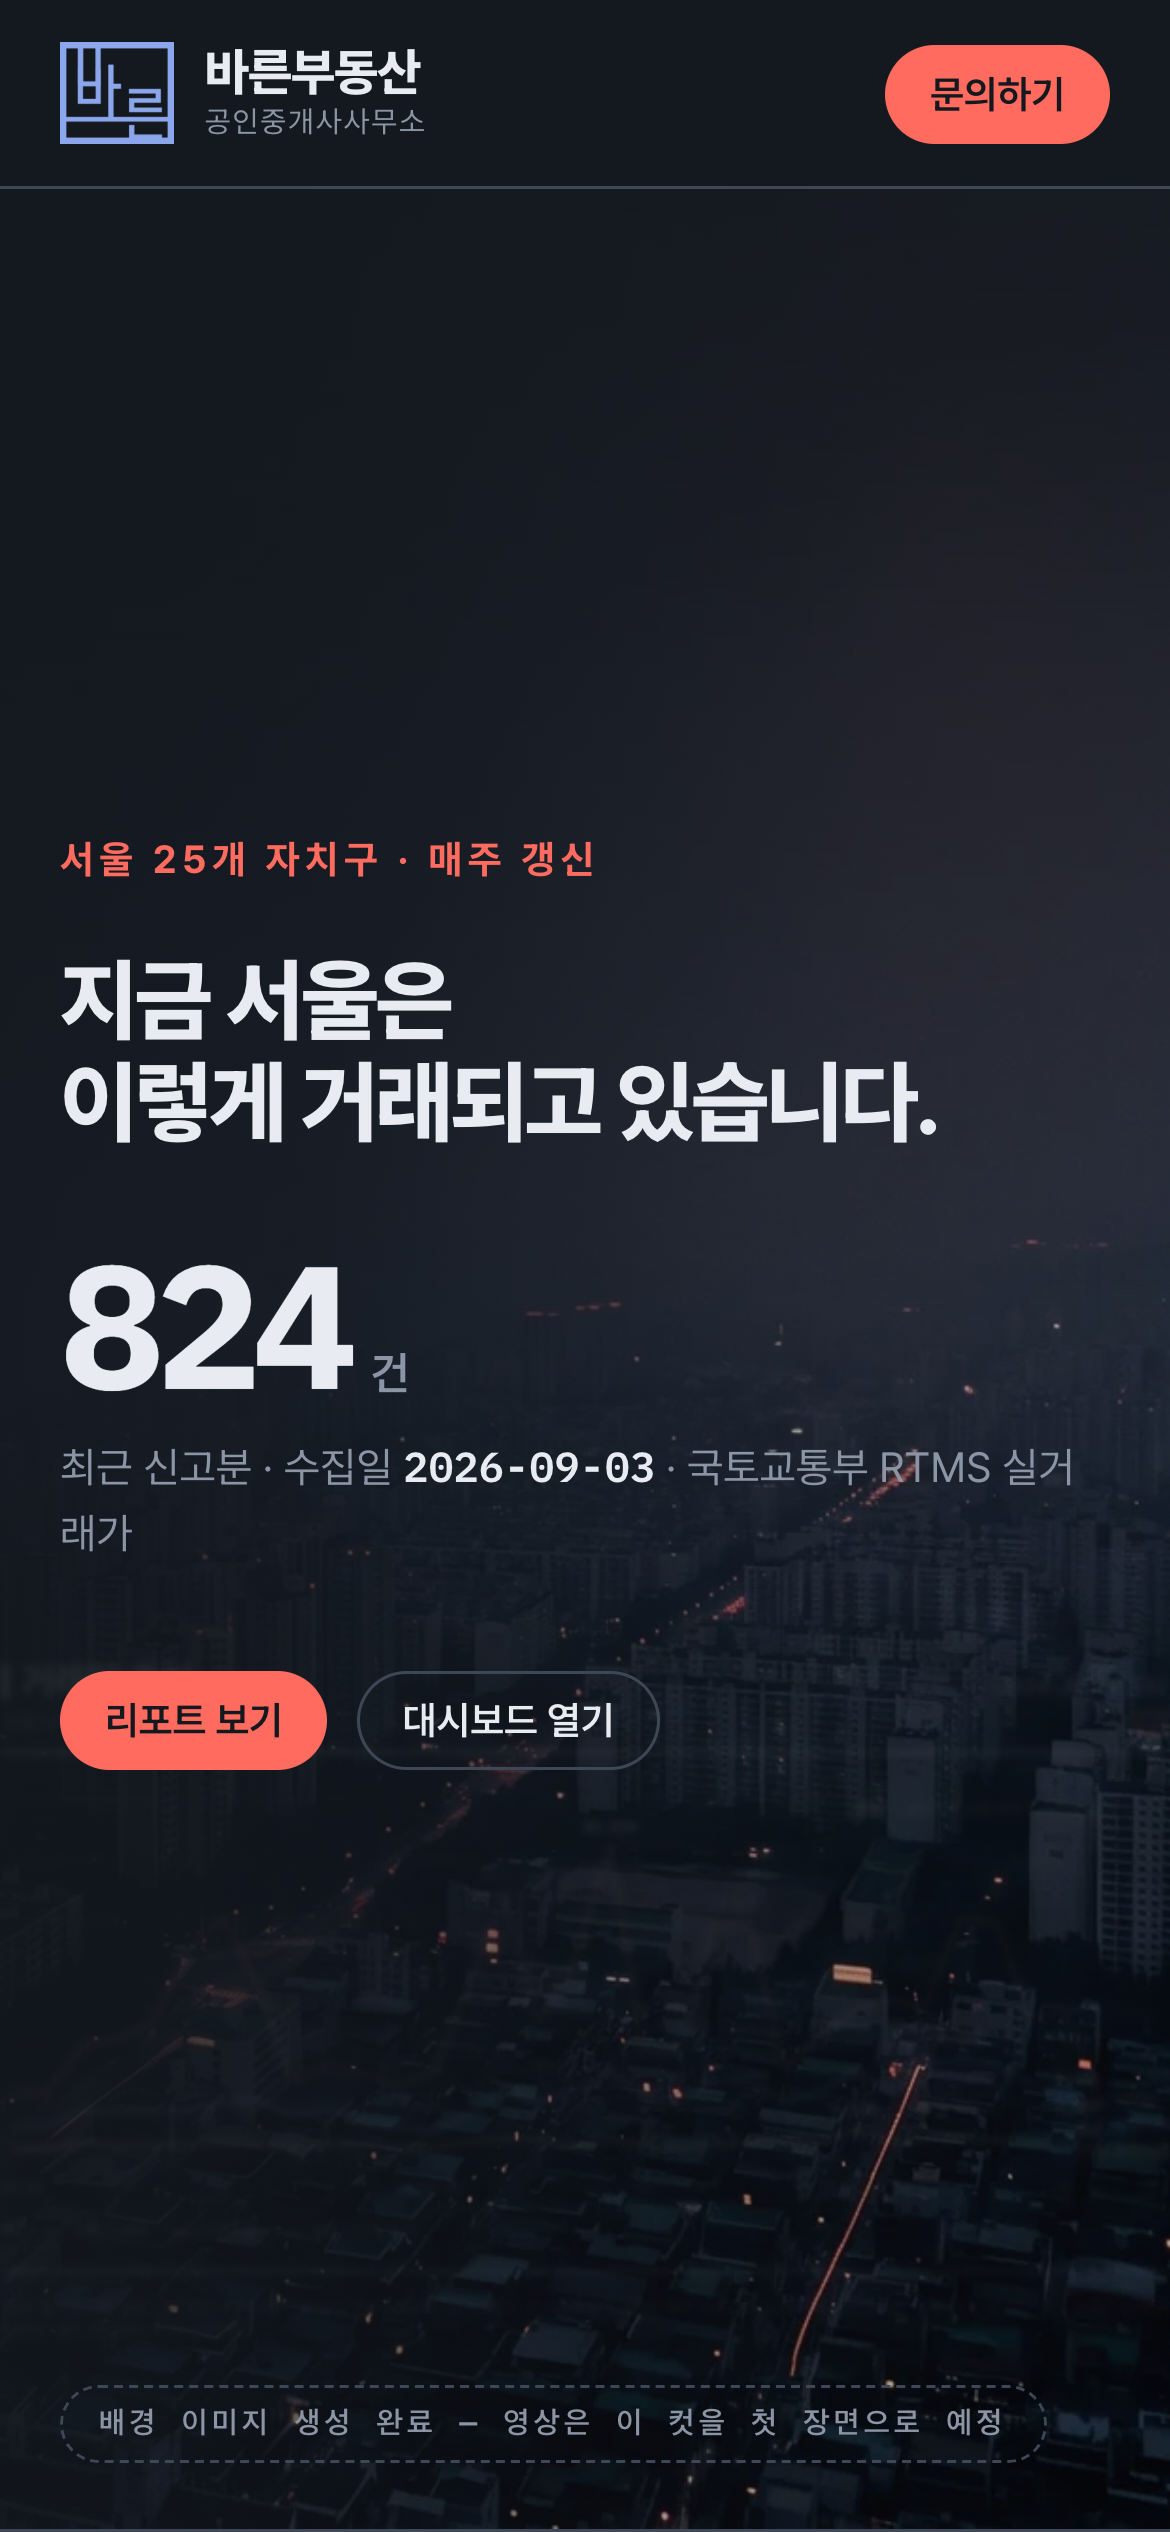 바른
바른부동산
공인중개사사무소
문의하기
서울 25개 자치구 · 매주 갱신
지금 서울은
이렇게 거래되고 있습니다.
824 건
최근 신고분 · 수집일 2026-09-03 · 국토교통부 RTMS 실거
래가
리포트 보기
대시보드 열기
배경 이미지 생성 완료 — 영상은 이 컷을 첫 장면으로 예정